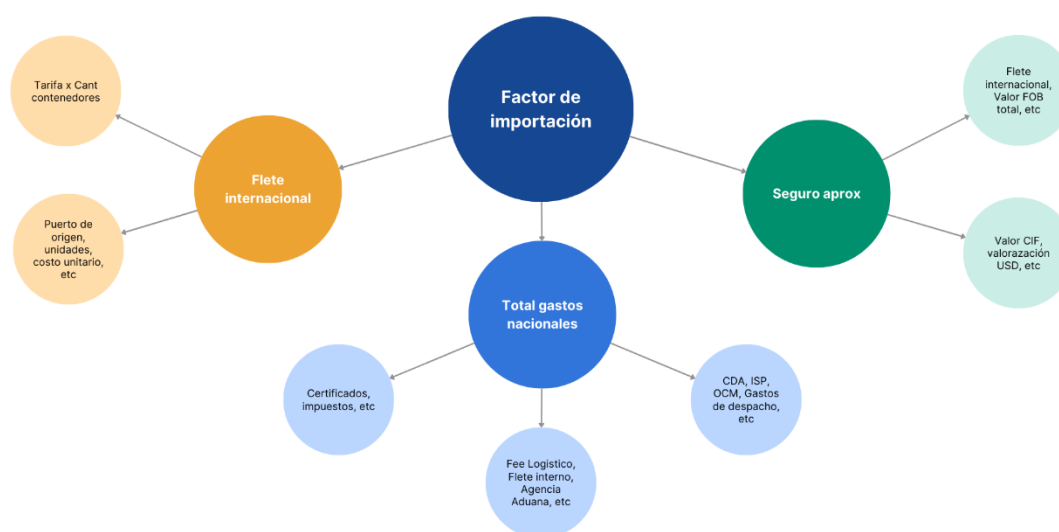 Factor de
importación
Tarifa x Cant
contenedores
Flete
internacional
Puerto de
origen,
unidades,
costo unitario,
etc
Flete
internacional,
Valor FOB
total, etc
Seguro aprox
Valor CIF,
valorazación
USD, etc
Total gastos
nacionales
Certificados,
impuestos, etc
Fee Logistico,
Flete interno,
Agencia
Aduana, etc
CDA, ISP,
OCM, Gastos
de despacho,
etc